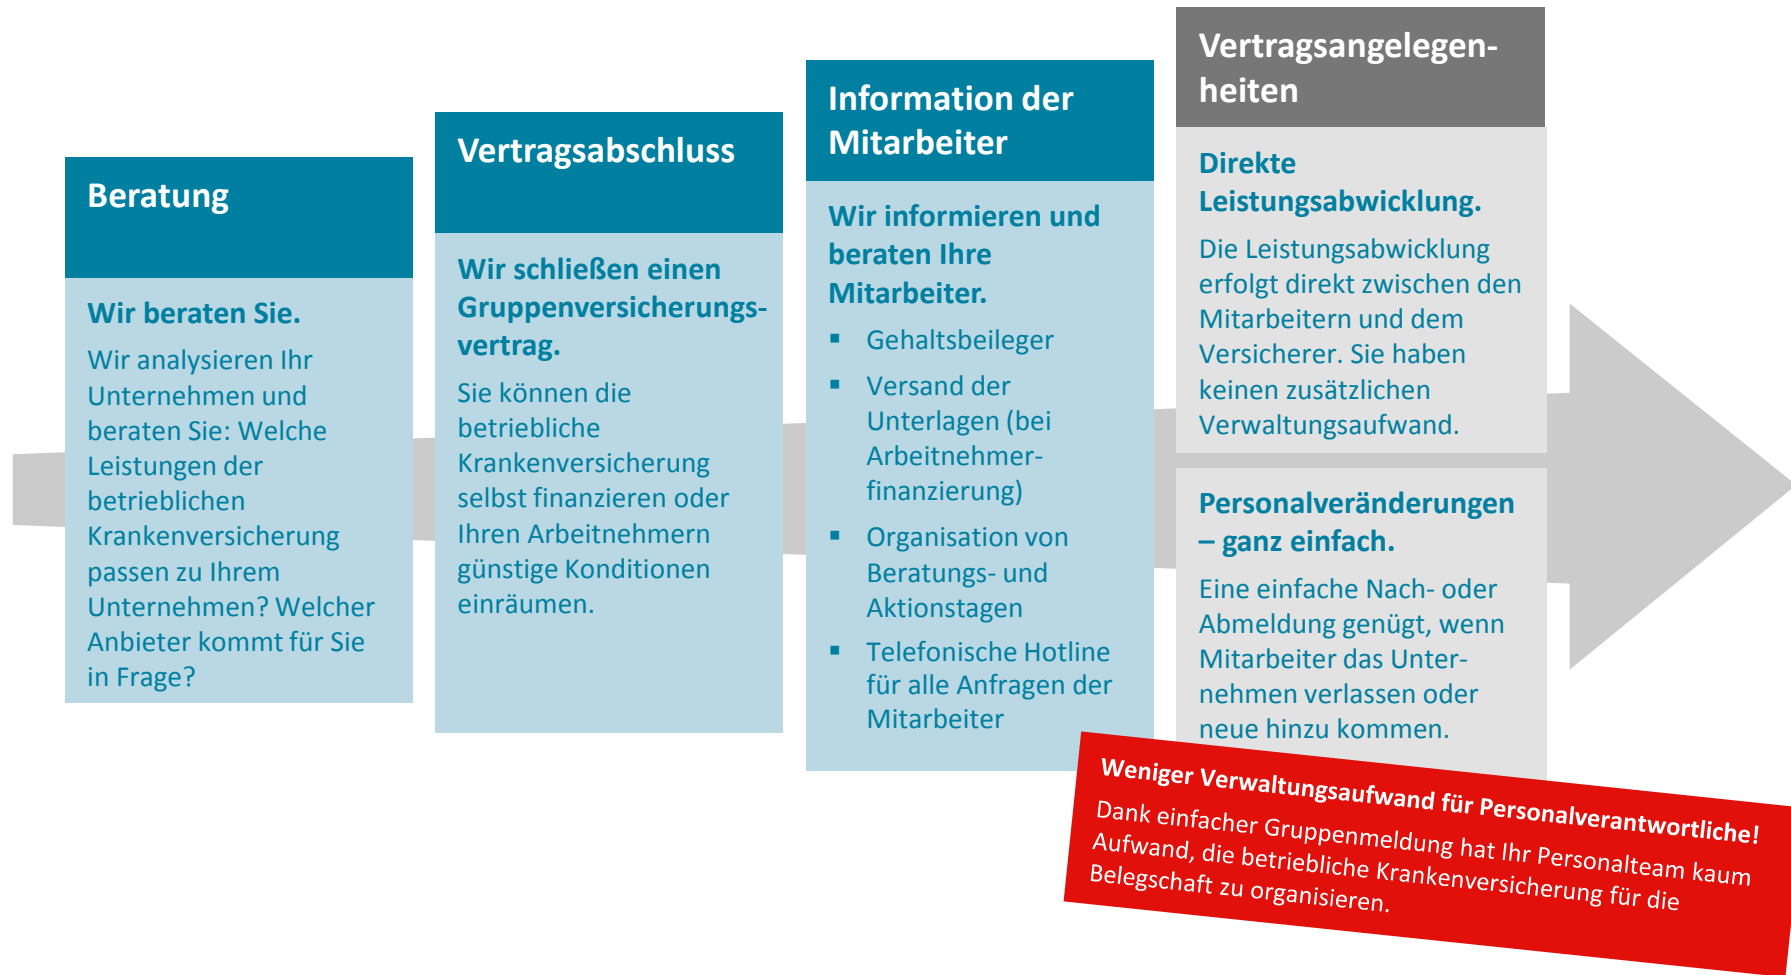 Beratung
Wir beraten Sie.
Wir analysieren Ihr
Unternehmen und
beraten Sie: Welche
Leistungen der
betrieblichen
Krankenversicherung
passen zu Ihrem
Unternehmen? Welcher
Anbieter kommt für Sie
in Frage?
Vertragsabschluss
Wir schließen einen
Gruppenversicherungs-
vertrag.
Sie können die
betriebliche
Krankenversicherung
selbst finanzieren oder
Ihren Arbeitnehmern
günstige Konditionen
einräumen.
Information der
Mitarbeiter
Wir informieren und
beraten Ihre
Mitarbeiter.
▪ Gehaltsbeileger
▪ Versand der
Unterlagen (bei
Arbeitnehmer-
finanzierung)
▪ Organisation von
Beratungs- und
Aktionstagen
▪ Telefonische Hotline
für alle Anfragen der
Mitarbeiter
Vertragsangelegen-
heiten
Direkte
Leistungsabwicklung.
Die Leistungsabwicklung
erfolgt direkt zwischen den
Mitarbeitern und dem
Versicherer. Sie haben
keinen zusätzlichen
Verwaltungsaufwand.
Personalveränderungen
– ganz einfach.
Eine einfache Nach- oder
Abmeldung genügt, wenn
Mitarbeiter das Unter-
nehmen verlassen oder
neue hinzu kommen.
Weniger Verwaltungsaufwand für Personalverantwortliche!
Dank einfacher Gruppenmeldung hat Ihr Personalteam kaum
Aufwand, die betriebliche Krankenversicherung für die
Belegschaft zu organisieren.